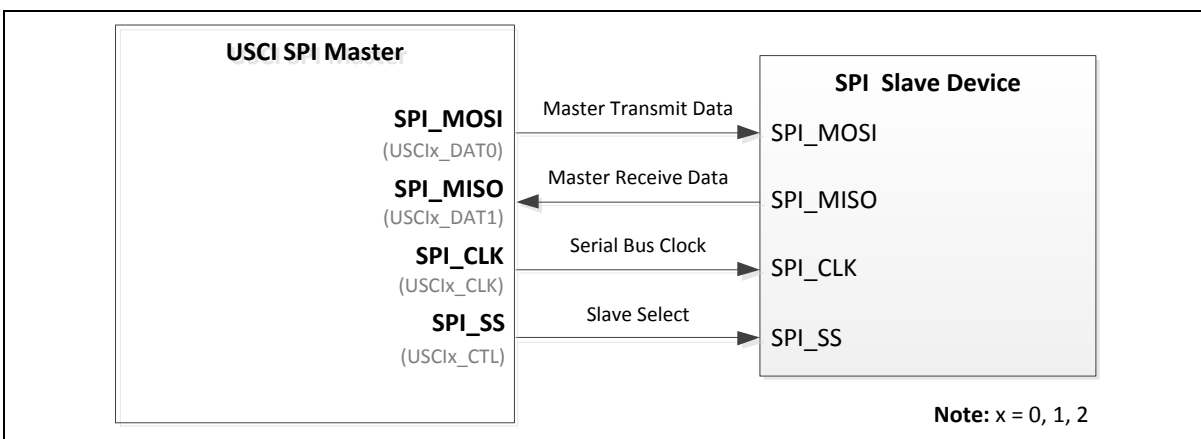 USCI SPI Master
SPI_MOSI
(USCIx_DAT0)
SPI_MISO
(USCIx_DAT1)
SPI_CLK
(USCIx_CLK)
SPI_SS
(USCIx_CTL)
Master Transmit Data
Master Receive Data
Serial Bus Clock
Slave Select
SPI Slave Device
SPI_MOSI
SPI_MISO
SPI_CLK
SPI_SS
Note: x = 0, 1, 2